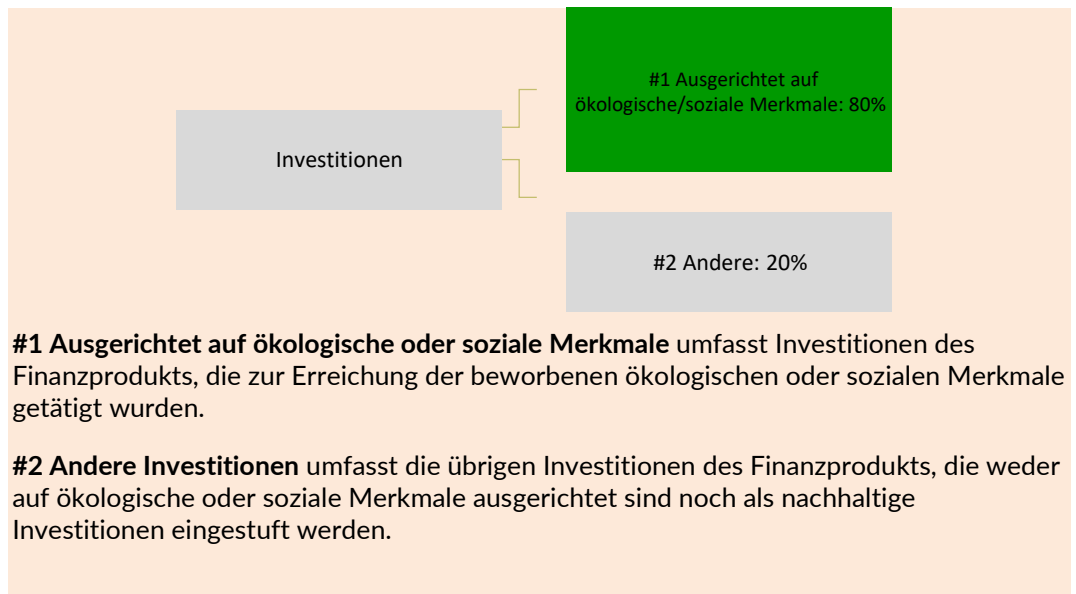 #1 Ausgerichtet auf
ökologische/soziale Merkmale: 80%
Investitionen
#2 Andere: 20%
#1 Ausgerichtet auf ökologische oder soziale Merkmale umfasst Investitionen des
Finanzprodukts, die zur Erreichung der beworbenen ökologischen oder sozialen Merkmale
getätigt wurden.
#2 Andere Investitionen umfasst die übrigen Investitionen des Finanzprodukts, die weder
auf ökologische oder soziale Merkmale ausgerichtet sind noch als nachhaltige
Investitionen eingestuft werden.